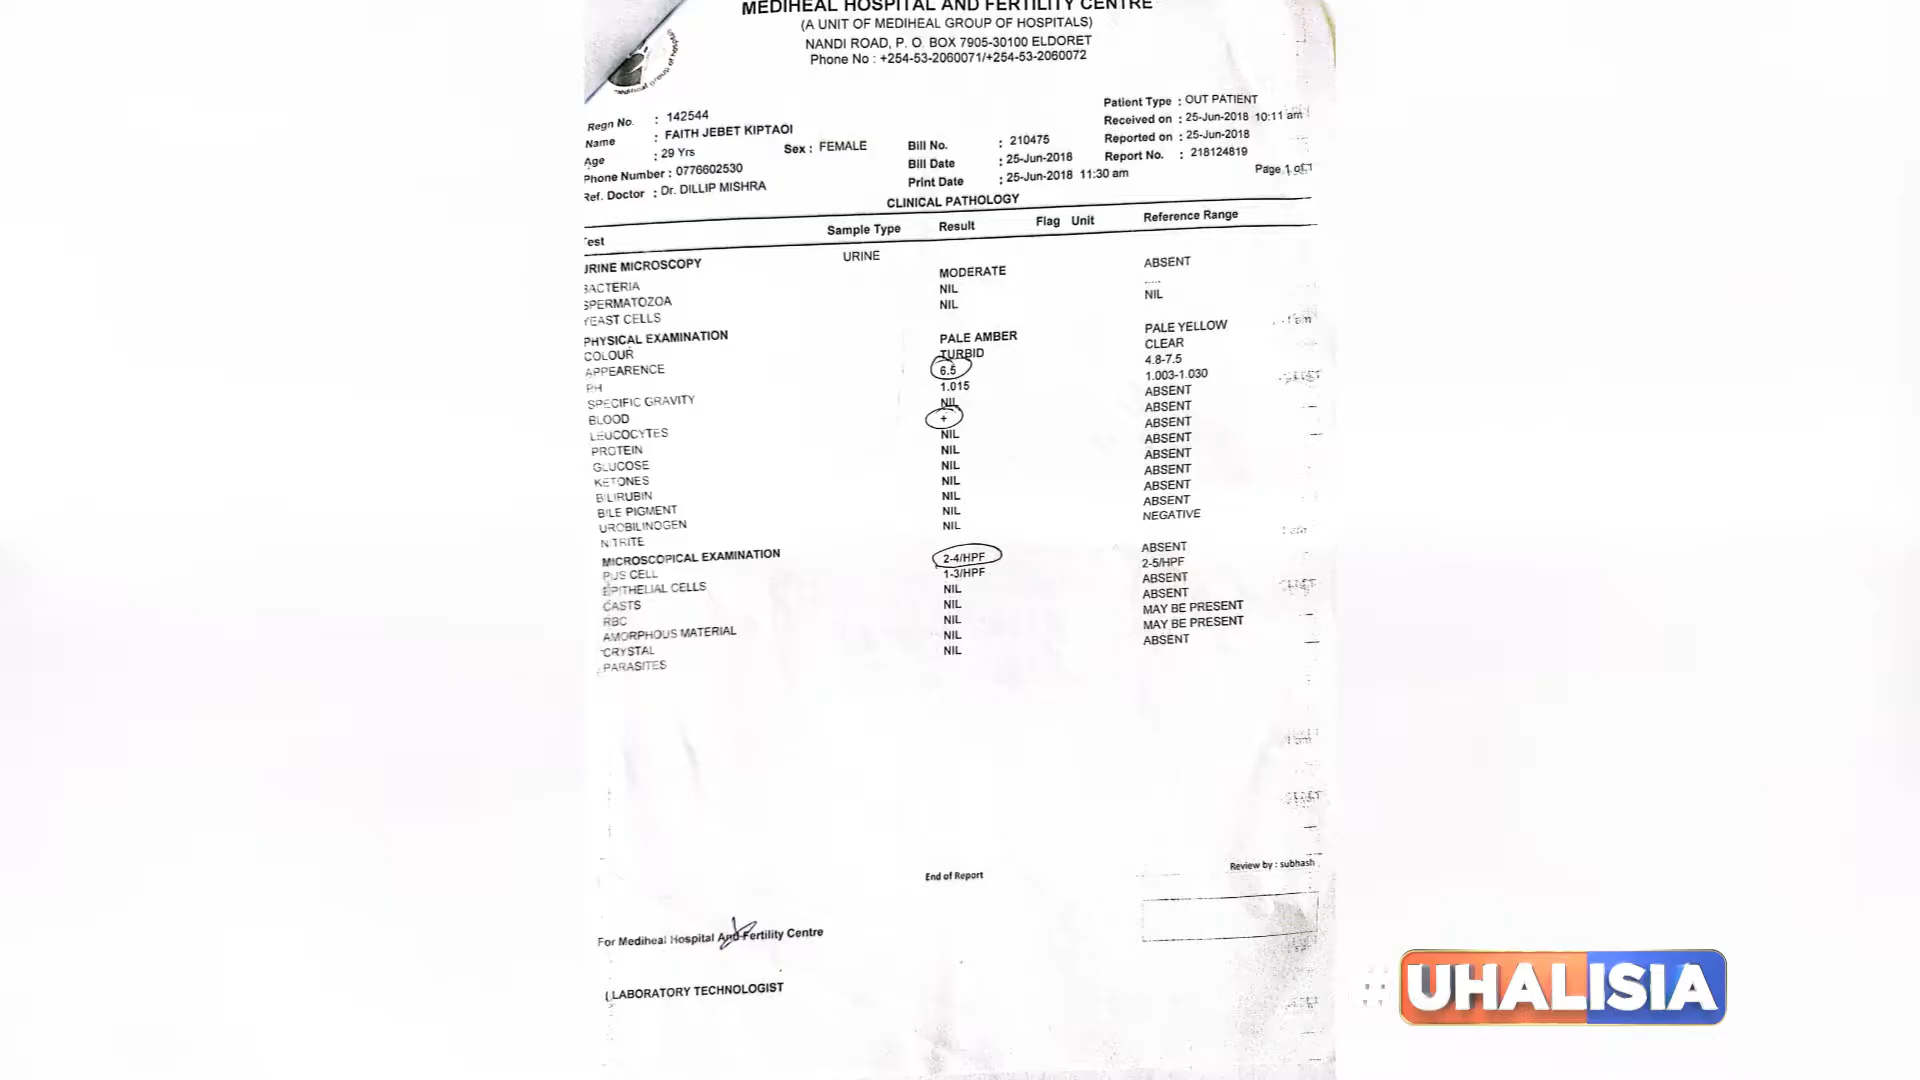 MEDIHEAL HOSPITAL AND FERTILITY CENTRE
(A UNIT OF MEDIHEAL GROUP OF HOSPITALS)
NANDI ROAD, P. O. BOX 7905-30100 ELDORET
Phone No : +254-53-2060071/+254-53-2060072
mediheal group of hospitals
Regn No. : 142544
Name : FAITH JEBET KIPTAOI
Age : 29 Yrs Sex : FEMALE
Phone Number : 0776602530
Ref. Doctor : Dr. DILLIP MISHRA
Bill No. : 210475
Bill Date : 25-Jun-2018
Print Date : 25-Jun-2018 11:30 am
Patient Type : OUT PATIENT
Received on : 25-Jun-2018 10:11 am
Reported on : 25-Jun-2018
Report No. : 218124819
Page 1 of 1
CLINICAL PATHOLOGY
Test Sample Type Result Flag Unit Reference Range
URINE MICROSCOPY URINE
BACTERIA MODERATE ABSENT
SPERMATOZOA NIL .....
YEAST CELLS NIL NIL
PHYSICAL EXAMINATION
COLOUR PALE AMBER PALE YELLOW
APPEARENCE TURBID CLEAR
PH 6.5 4.8-7.5
SPECIFIC GRAVITY 1.015 1.003-1.030
BLOOD NIL ABSENT
LEUCOCYTES + ABSENT
PROTEIN NIL ABSENT
GLUCOSE NIL ABSENT
KETONES NIL ABSENT
BILIRUBIN NIL ABSENT
BILE PIGMENT NIL ABSENT
UROBILINOGEN NIL ABSENT
NITRITE NIL NEGATIVE
MICROSCOPICAL EXAMINATION
PUS CELL 2-4/HPF ABSENT
EPITHELIAL CELLS 1-3/HPF 2-5/HPF
CASTS NIL ABSENT
RBC NIL ABSENT
AMORPHOUS MATERIAL NIL MAY BE PRESENT
CRYSTAL NIL MAY BE PRESENT
PARASITES NIL ABSENT
Review by : subhash
End of Report
For Mediheal Hospital And Fertility Centre
LABORATORY TECHNOLOGIST
#UHALISIA